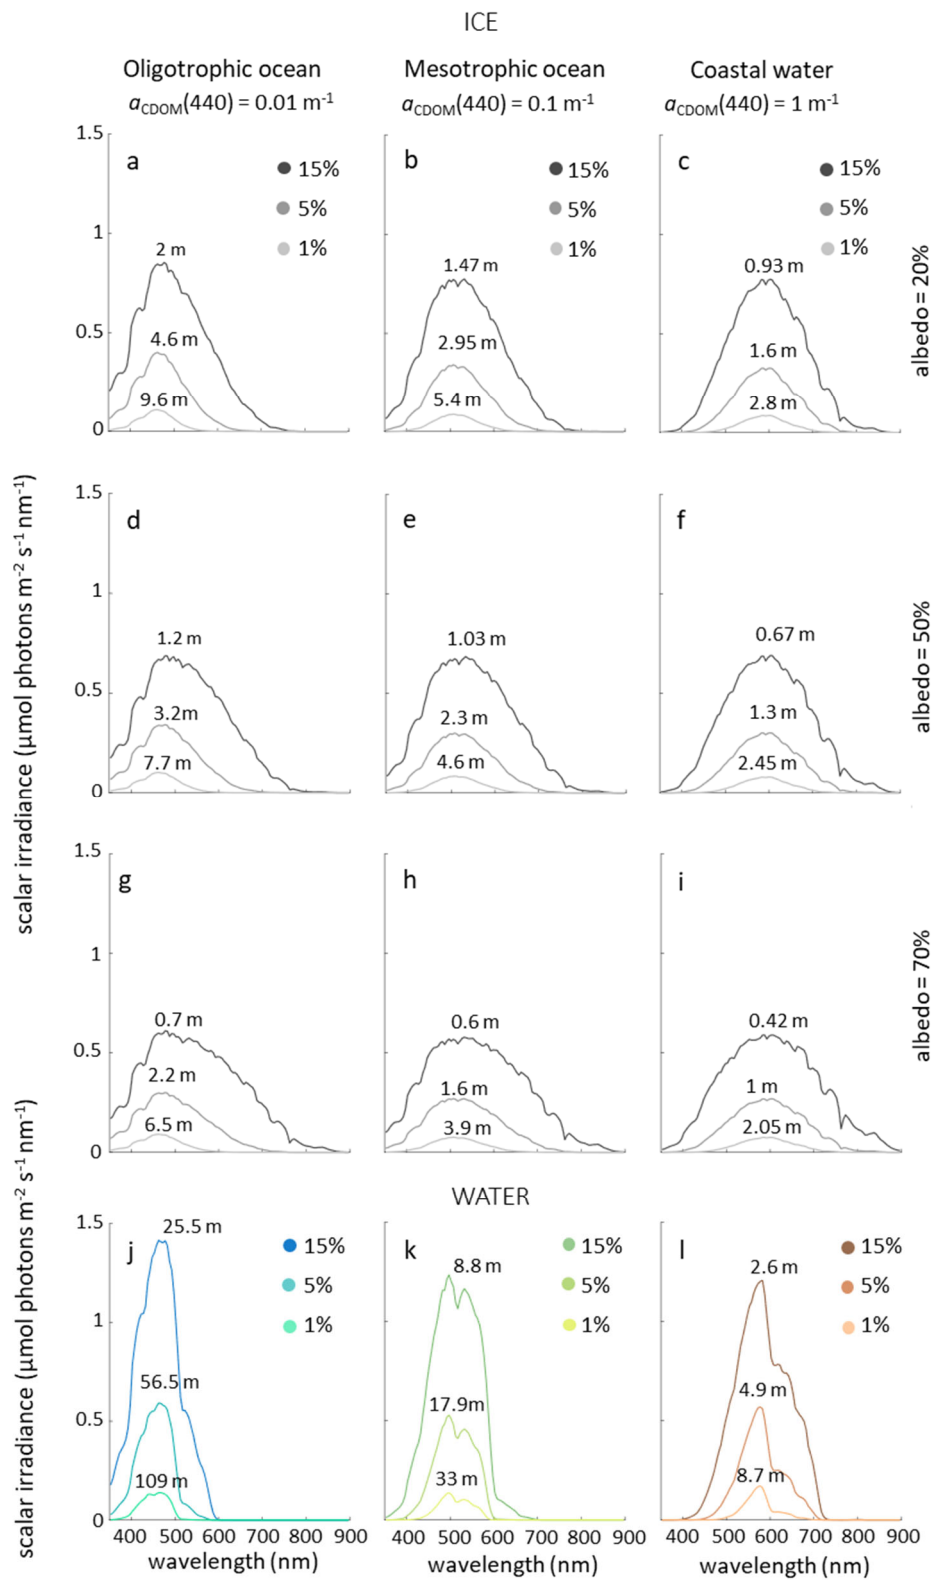 ICE
Oligotrophic ocean Mesotrophic ocean Coastal water
aCDOM(440) = 0.01 m-1 aCDOM(440) = 0.1 m-1 aCDOM(440) = 1 m-1
1.5
1
0.5
0
a
15%
5%
1%
2 m
4.6 m
9.6 m
b
15%
5%
1%
1.47 m
2.95 m
5.4 m
c
15%
5%
1%
0.93 m
1.6 m
2.8 m
albedo = 20%
scalar irradiance (μmol photons m-2 s-1 nm-1)
1.5
1
0.5
0
d
1.2 m
3.2m
7.7 m
e
1.03 m
2.3 m
4.6 m
f
0.67 m
1.3 m
2.45 m
albedo = 50%
1.5
1
0.5
0
g
0.7 m
2.2 m
6.5 m
h
0.6 m
1.6 m
3.9 m
i
0.42 m
1 m
2.05 m
albedo = 70%
WATER
scalar irradiance (μmol photons m-2 s-1 nm-1)
1.5
1
0.5
0
j
25.5 m
15%
5%
1%
56.5 m
109 m
k
8.8 m
15%
5%
1%
17.9m
33 m
l
2.6 m
15%
5%
1%
4.9 m
8.7 m
400 500 600 700 800 900 400 500 600 700 800 900 400 500 600 700 800 900
wavelength (nm) wavelength (nm) wavelength (nm)